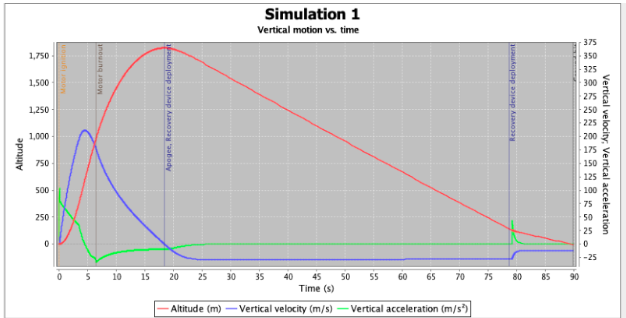 Simulation 1
Vertical motion vs. time
Altitude
1,750
1,500
1,250
1,000
750
500
250
0
Motor ignition
Motor burnout
Apogee, Recovery device deployment
Recovery device deployment
375
350
325
300
275
250
225
200
175
150
125
100
75
50
25
0
-25
Vertical velocity; Vertical acceleration
0 5 10 15 20 25 30 35 40 45 50 55 60 65 70 75 80 85 90
Time (s)
Altitude (m) Vertical velocity (m/s) Vertical acceleration (m/s²)